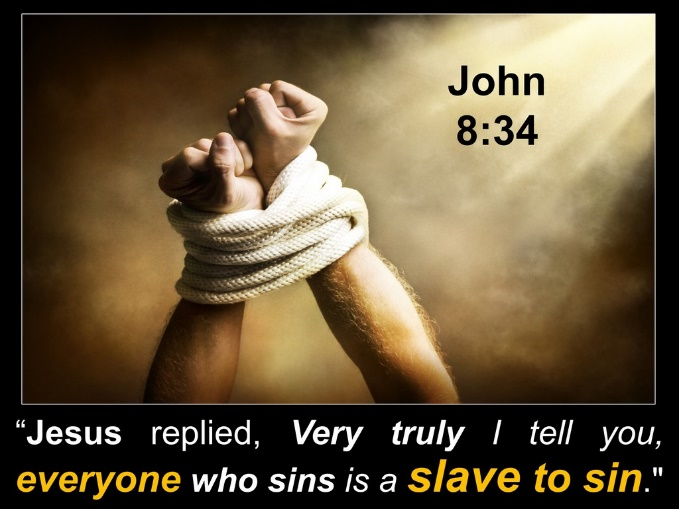 John
8:34
“Jesus replied, Very truly I tell you,
everyone who sins is a slave to sin."